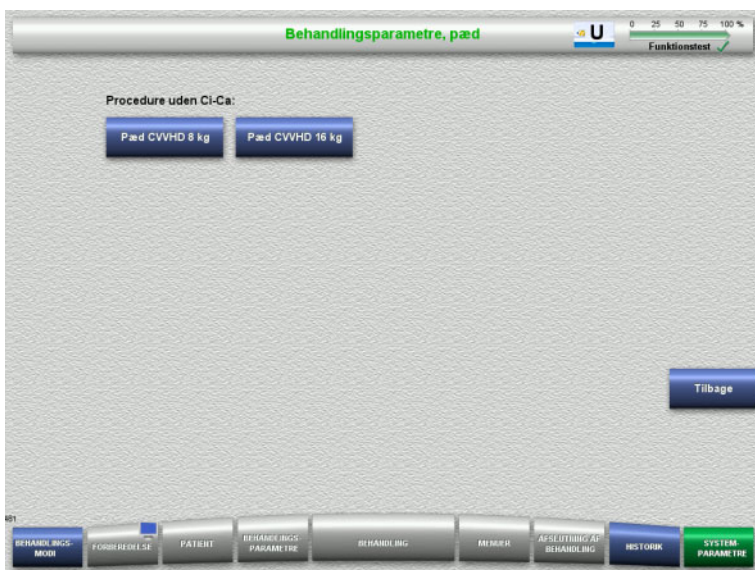 Behandlingsparametre, pæd
U
0 25 50 75 100 %
Funktionstest
Procedure uden Ci-Ca:
Pæd CVVHD 8 kg
Pæd CVVHD 16 kg
Tilbage
BEHANDLINGS-
MODI
FORBEREDELSE
PATIENT
BEHANDLINGS-
PARAMETRE
BEHANDLING
MENUER
AFSLUTNING AF
BEHANDLING
HISTORIK
SYSTEM-
PARAMETRE